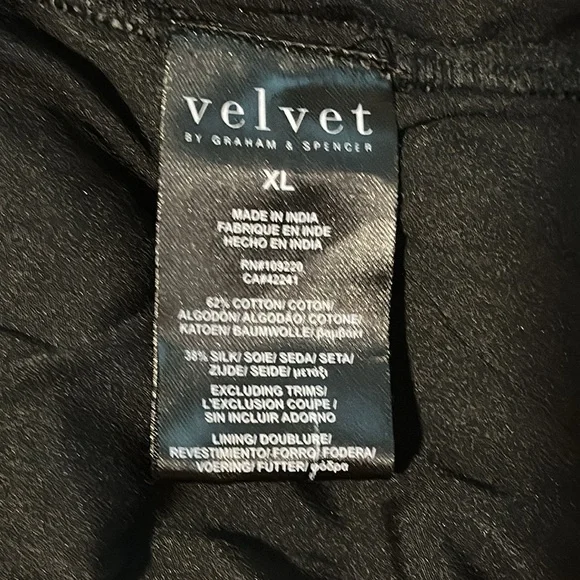 velvet
BY GRAHAM & SPENCER
XL
MADE IN INDIA
FABRIQUE EN INDE
HECHO EN INDIA
RN#109220
CA#42241
62% COTTON/ COTON/
ALGODÓN/ ALGODÃO/ COTONE/
KATOEN/ BAUMWOLLE/ βαμβάκι
38% SILK/ SOIE/ SEDA/ SETA/
ZIJDE/ SEIDE/ μετάξι
EXCLUDING TRIMS/
L'EXCLUSION COUPE /
SIN INCLUIR ADORNO
LINING/ DOUBLURE/
REVESTIMIENTO/ FORRO/ FODERA/
VOERING/ FUTTER/ φόδρα